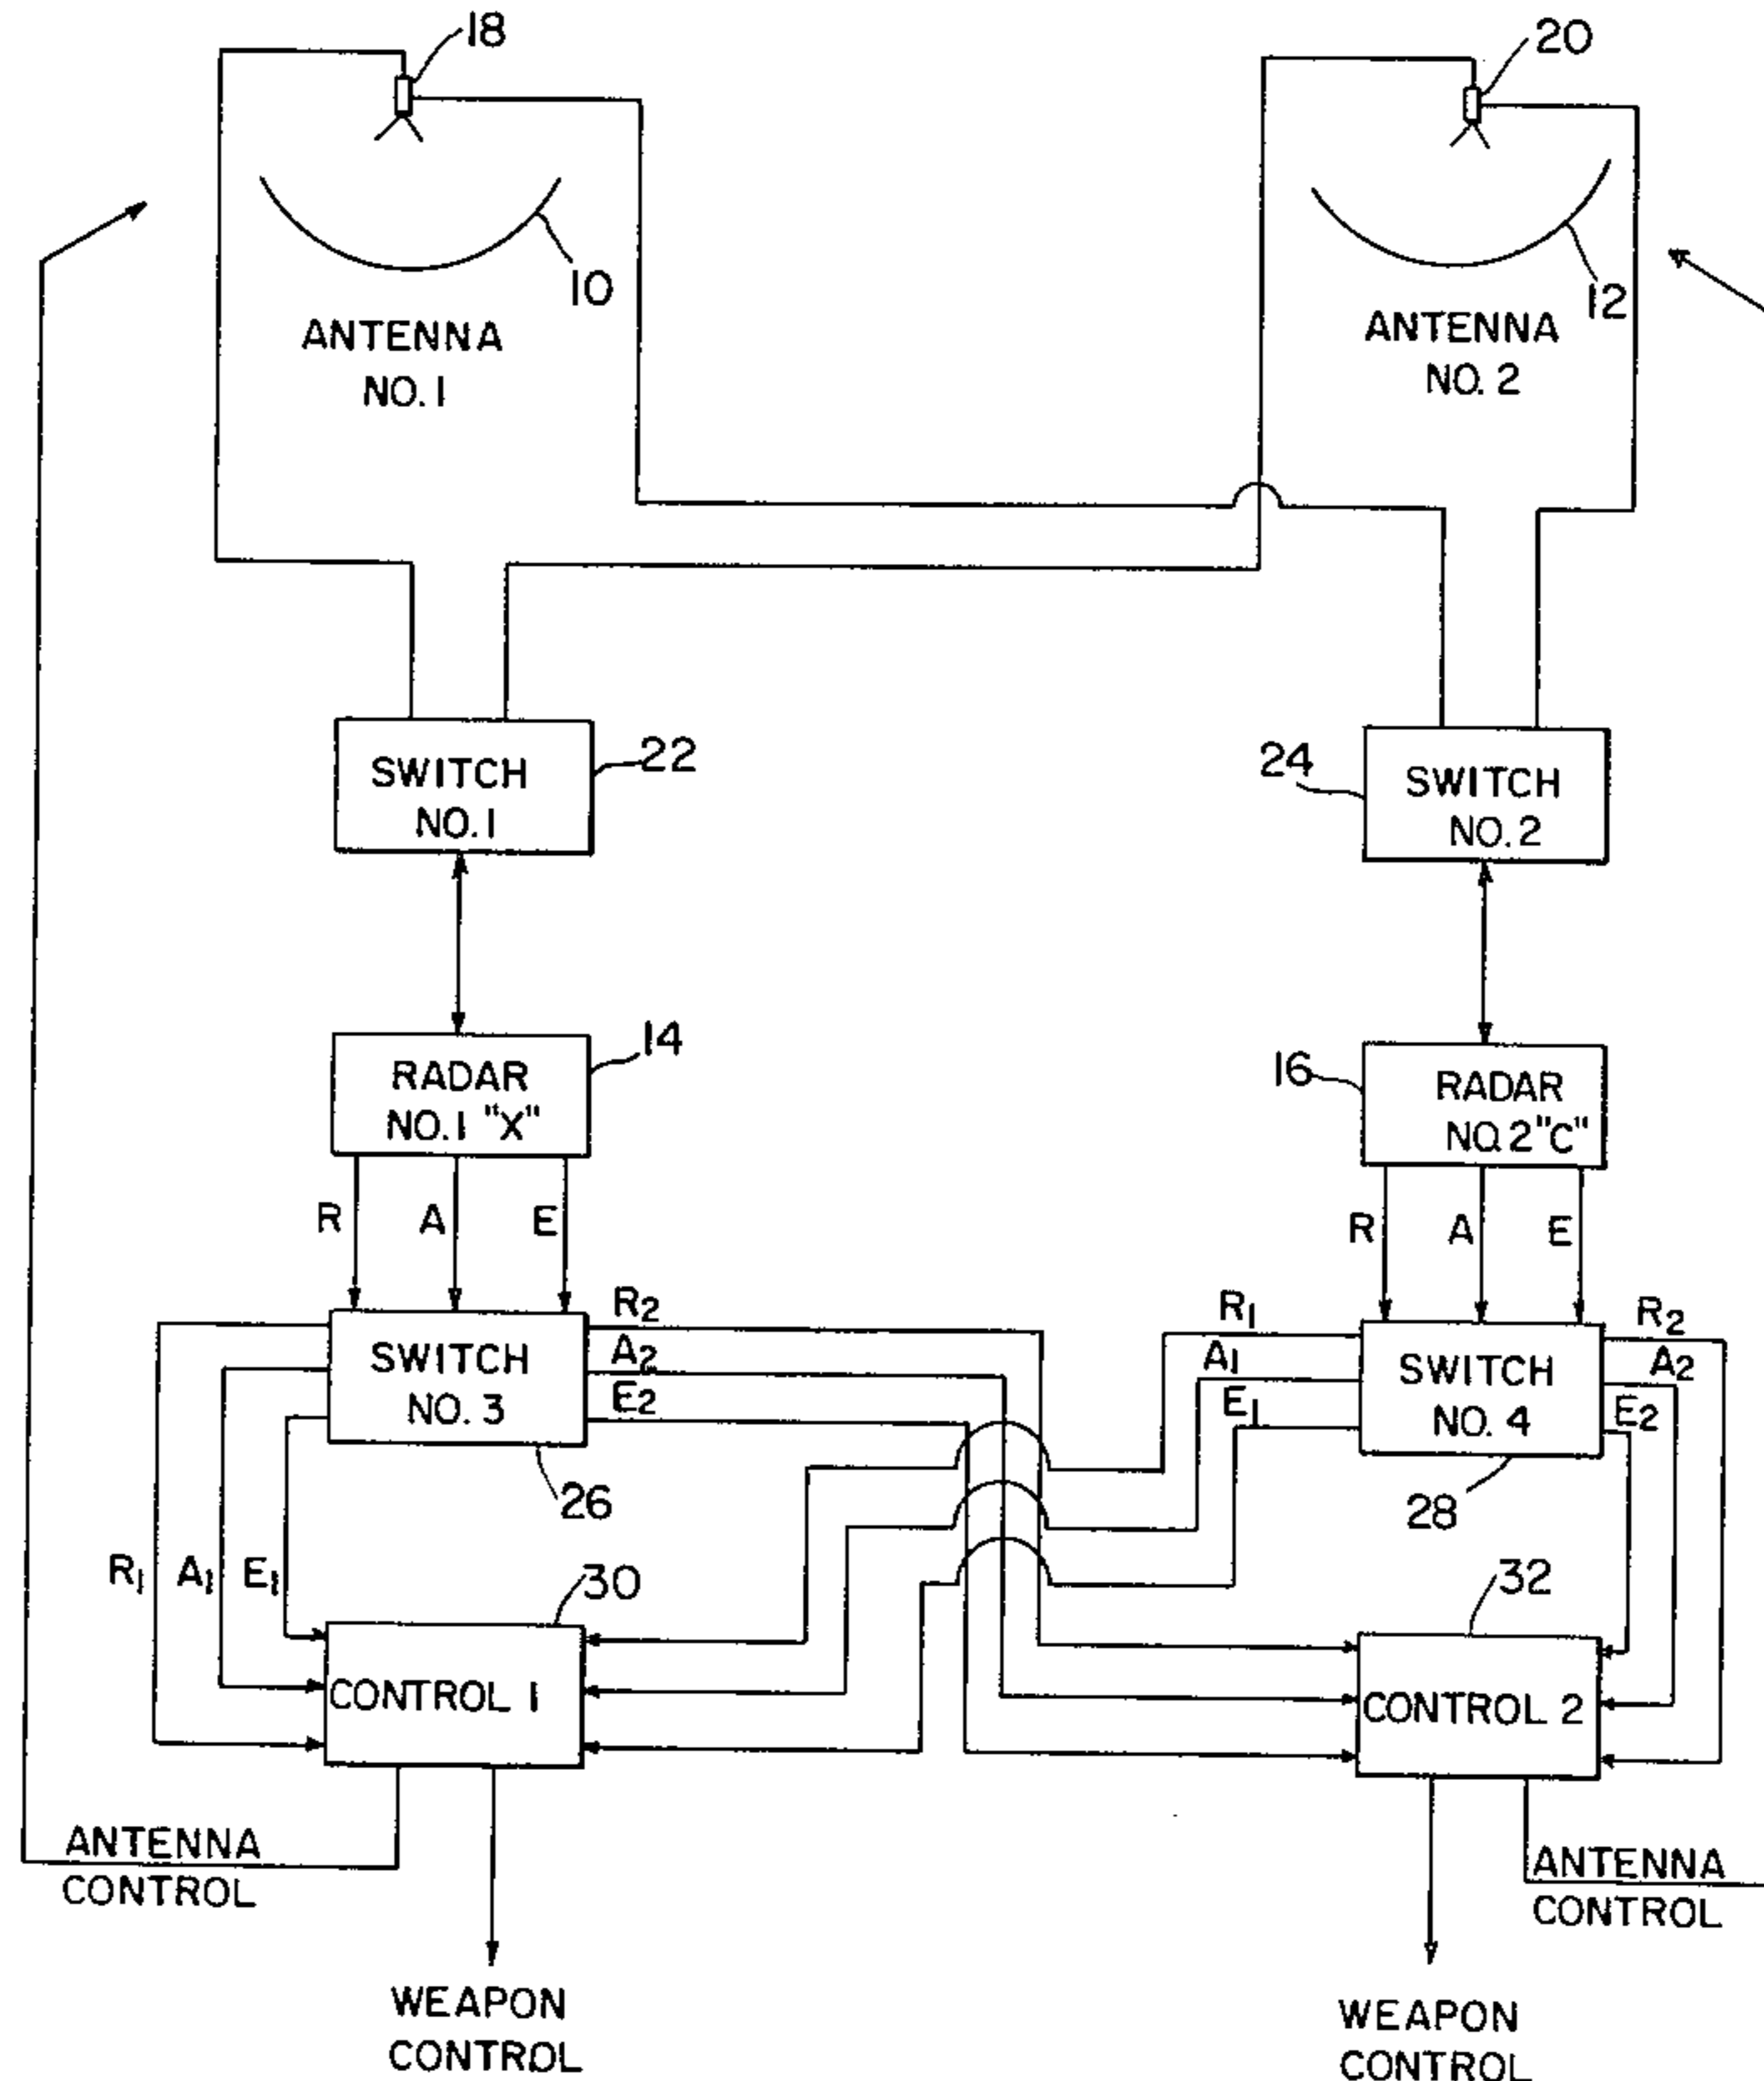 18
20
10
12
ANTENNA
NO. 1
ANTENNA
NO. 2
SWITCH
NO. 1
22
24
SWITCH
NO. 2
RADAR
NO. 1 "X"
14
16
RADAR
NO. 2 "C"
R A E
R A E
SWITCH
NO. 3
26
R2
A2
E2
R1
A1
E1
SWITCH
NO. 4
28
R2
A2
E2
R1 A1 E1
30
CONTROL 1
32
CONTROL 2
ANTENNA
CONTROL
ANTENNA
CONTROL
WEAPON
CONTROL
WEAPON
CONTROL